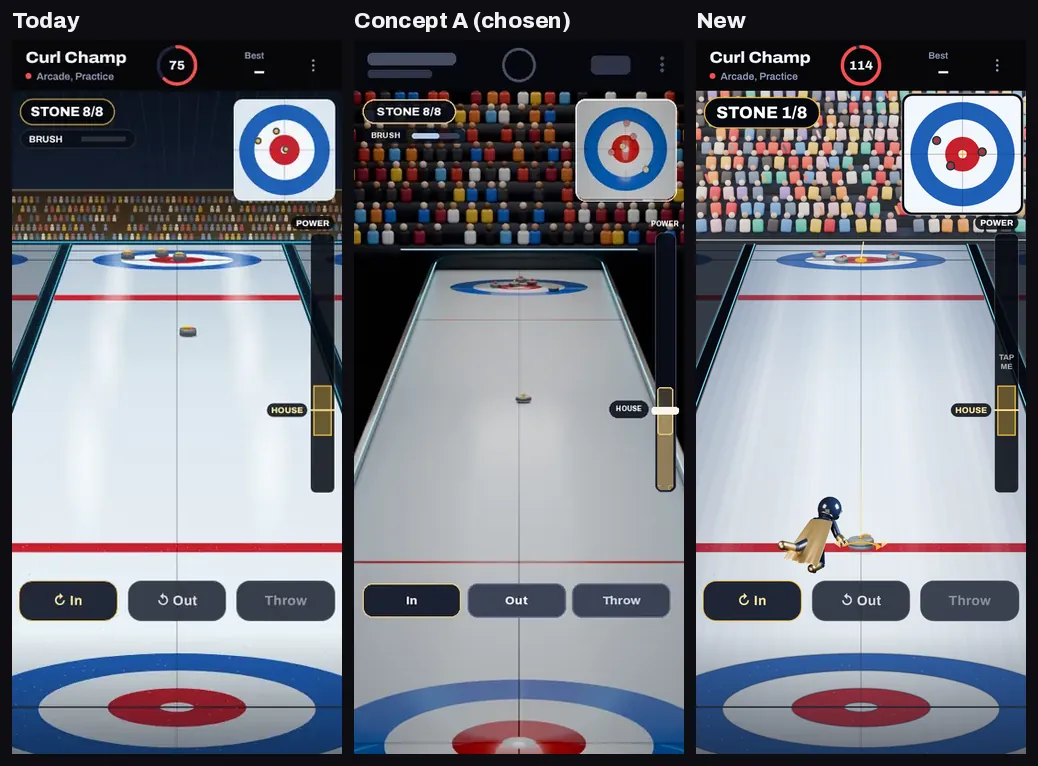 Today
Curl Champ
Arcade, Practice
75
Best
–
STONE 8/8
BRUSH
POWER
HOUSE
In
Out
Throw
Concept A (chosen)
STONE 8/8
BRUSH
POWER
HOUSE
In
Out
Throw
New
Curl Champ
Arcade, Practice
114
Best
–
STONE 1/8
POWER
TAP
ME
HOUSE
In
Out
Throw